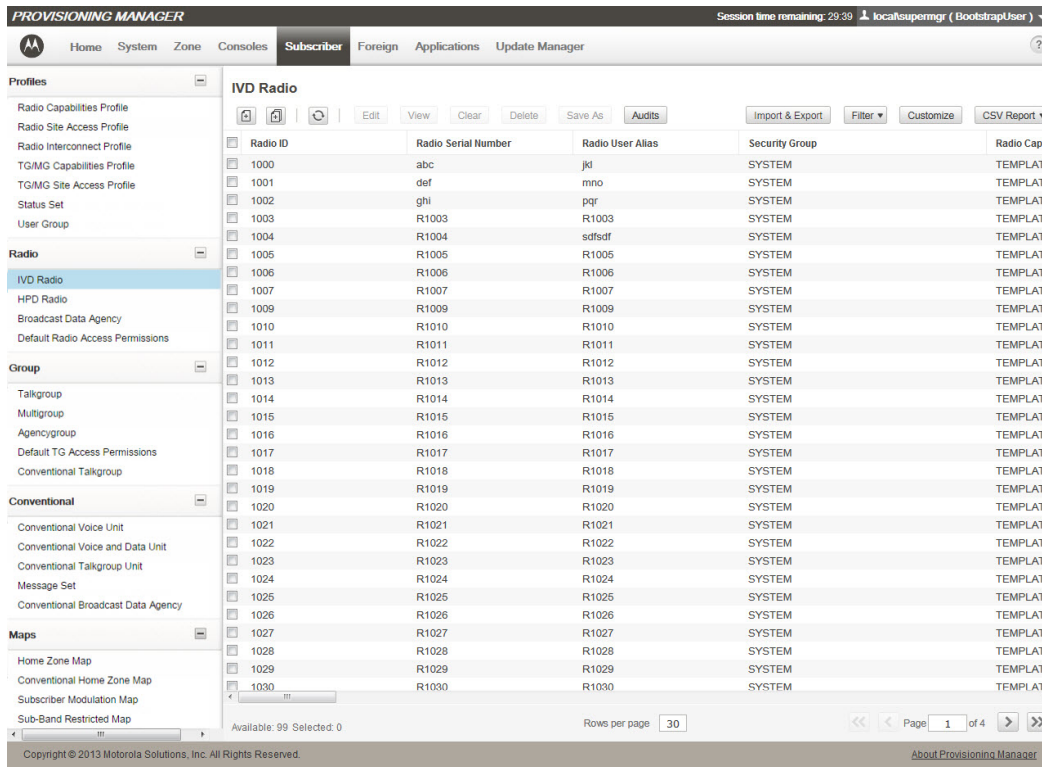 PROVISIONING MANAGER
Session time remaining: 29:39 local\supermgr ( BootstrapUser )
Home System Zone Consoles Subscriber Foreign Applications Update Manager ?
Profiles
Radio Capabilities Profile
Radio Site Access Profile
Radio Interconnect Profile
TG/MG Capabilities Profile
TG/MG Site Access Profile
Status Set
User Group
Radio
IVD Radio
HPD Radio
Broadcast Data Agency
Default Radio Access Permissions
Group
Talkgroup
Multigroup
Agencygroup
Default TG Access Permissions
Conventional Talkgroup
Conventional
Conventional Voice Unit
Conventional Voice and Data Unit
Conventional Talkgroup Unit
Message Set
Conventional Broadcast Data Agency
Maps
Home Zone Map
Conventional Home Zone Map
Subscriber Modulation Map
Sub-Band Restricted Map
IVD Radio
Edit View Clear Delete Save As Audits Import & Export Filter Customize CSV Report
Radio ID Radio Serial Number Radio User Alias Security Group Radio Cap
1000 abc jkl SYSTEM TEMPLAT
1001 def mno SYSTEM TEMPLAT
1002 ghi pqr SYSTEM TEMPLAT
1003 R1003 R1003 SYSTEM TEMPLAT
1004 R1004 sdfsdf SYSTEM TEMPLAT
1005 R1005 R1005 SYSTEM TEMPLAT
1006 R1006 R1006 SYSTEM TEMPLAT
1007 R1007 R1007 SYSTEM TEMPLAT
1009 R1009 R1009 SYSTEM TEMPLAT
1010 R1010 R1010 SYSTEM TEMPLAT
1011 R1011 R1011 SYSTEM TEMPLAT
1012 R1012 R1012 SYSTEM TEMPLAT
1013 R1013 R1013 SYSTEM TEMPLAT
1014 R1014 R1014 SYSTEM TEMPLAT
1015 R1015 R1015 SYSTEM TEMPLAT
1016 R1016 R1016 SYSTEM TEMPLAT
1017 R1017 R1017 SYSTEM TEMPLAT
1018 R1018 R1018 SYSTEM TEMPLAT
1019 R1019 R1019 SYSTEM TEMPLAT
1020 R1020 R1020 SYSTEM TEMPLAT
1021 R1021 R1021 SYSTEM TEMPLAT
1022 R1022 R1022 SYSTEM TEMPLAT
1023 R1023 R1023 SYSTEM TEMPLAT
1024 R1024 R1024 SYSTEM TEMPLAT
1025 R1025 R1025 SYSTEM TEMPLAT
1026 R1026 R1026 SYSTEM TEMPLAT
1027 R1027 R1027 SYSTEM TEMPLAT
1028 R1028 R1028 SYSTEM TEMPLAT
1029 R1029 R1029 SYSTEM TEMPLAT
1030 R1030 R1030 SYSTEM TEMPLAT
Available: 99 Selected: 0 Rows per page 30 Page 1 of 4
Copyright © 2013 Motorola Solutions, Inc. All Rights Reserved. About Provisioning Manager